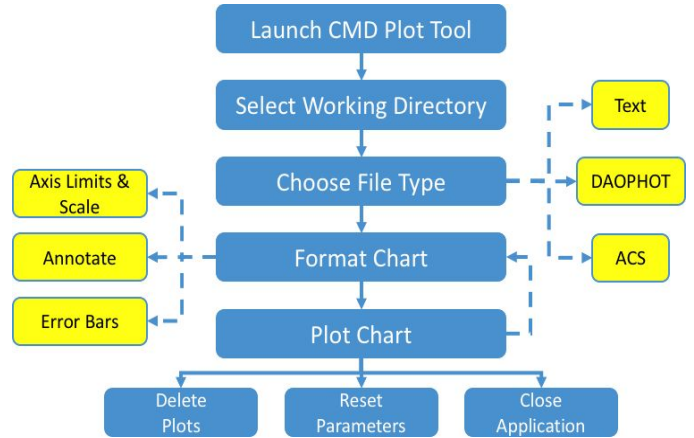 Launch CMD Plot Tool
Select Working Directory
Text
Choose File Type
DAOPHOT
Axis Limits &
Scale
Annotate
Format Chart
ACS
Error Bars
Plot Chart
Delete
Plots
Reset
Parameters
Close
Application